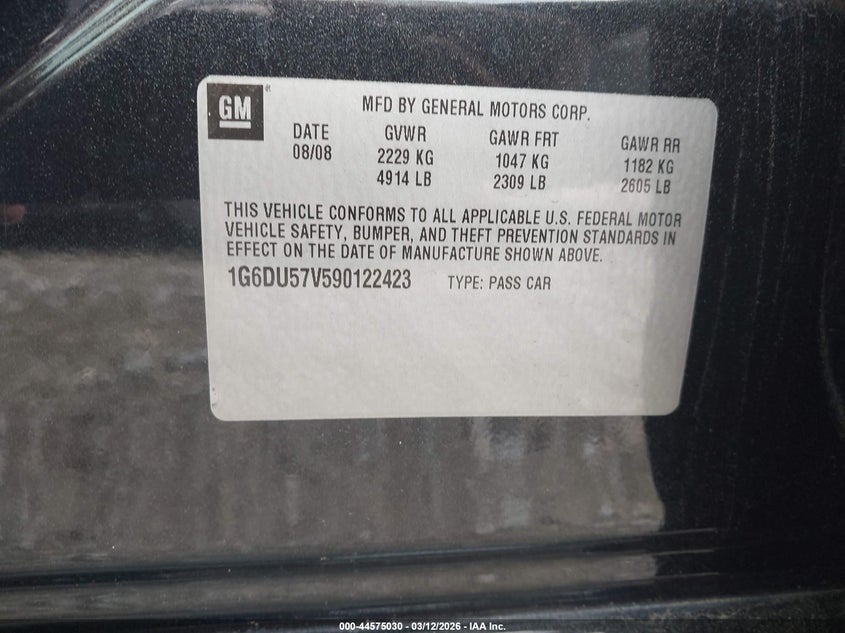 GM
MFD BY GENERAL MOTORS CORP.
DATE GVWR GAWR FRT GAWR RR
08/08 2229 KG 1047 KG 1182 KG
4914 LB 2309 LB 2605 LB
THIS VEHICLE CONFORMS TO ALL APPLICABLE U.S. FEDERAL MOTOR
VEHICLE SAFETY, BUMPER, AND THEFT PREVENTION STANDARDS IN
EFFECT ON THE DATE OF MANUFACTURE SHOWN ABOVE.
1G6DU57V590122423 TYPE: PASS CAR
000-44575030 - 03/12/2026 - IAA Inc.